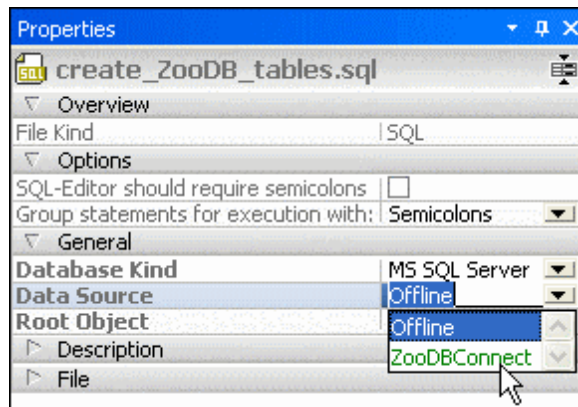 Properties
SQL
create_ZooDB_tables.sql
Overview
File Kind SQL
Options
SQL-Editor should require semicolons
Group statements for execution with: Semicolons
General
Database Kind MS SQL Server
Data Source Offline
Root Object Offline
Description ZooDBConnect
File